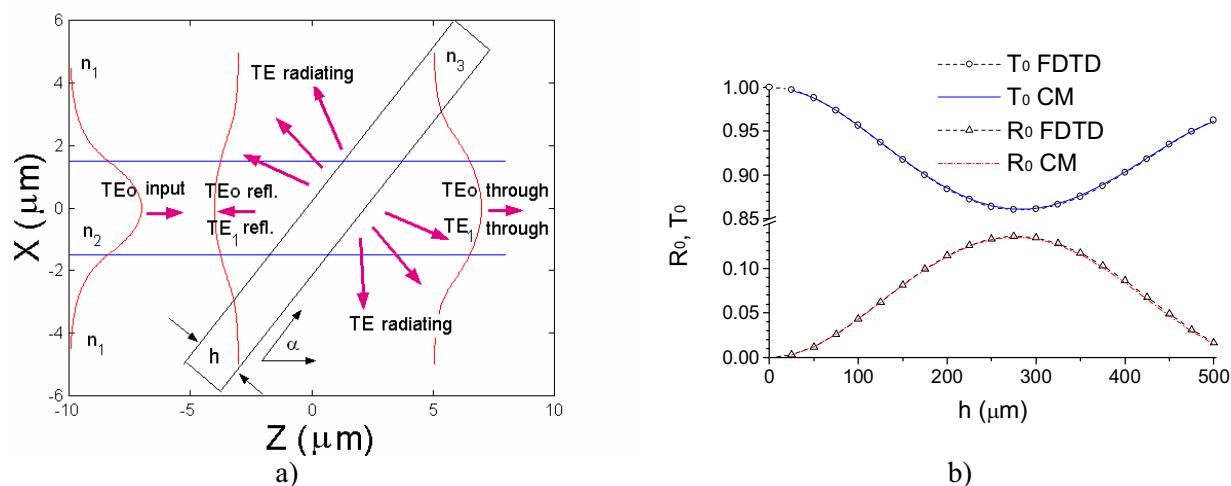 6
4
2
0
-2
-4
-6
X (μm)
n1
n3
TE radiating
TEo input
TEo refl.
TEo through
TE1 refl.
TE1 through
n2
TE radiating
n1
h
α
-10
-5
0
5
10
Z (μm)
a)
T0 FDTD
T0 CM
R0 FDTD
R0 CM
1.00
0.95
0.90
0.85
0.10
0.05
0.00
R0, T0
0
100
200
300
400
500
h (μm)
b)